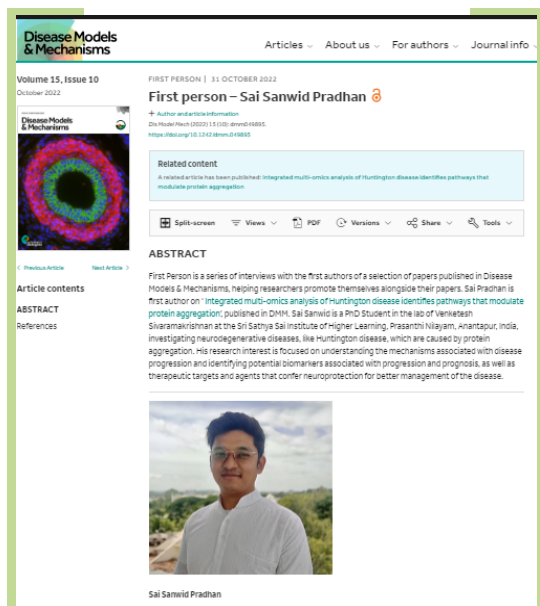 Disease Models
& Mechanisms
Articles
About us
For authors
Journal info
Volume 15, Issue 10
October 2022
Disease Models
& Mechanisms
< Previous Article
Next Article >
Article contents
ABSTRACT
References
FIRST PERSON | 31 OCTOBER 2022
First person – Sai Sanwid Pradhan
+ Author and article information
Dis Model Mech (2022) 15 (10): dmm049895.
https://doi.org/10.1242/dmm.049895
Related content
A related article has been published: Integrated multi-omics analysis of Huntington disease identifies pathways that
modulate protein aggregation
Split-screen
Views
PDF
Versions
Share
Tools
ABSTRACT
First Person is a series of interviews with the first authors of a selection of papers published in Disease
Models & Mechanisms, helping researchers promote themselves alongside their papers. Sai Pradhan is
first author on ‘ Integrated multi-omics analysis of Huntington disease identifies pathways that modulate
protein aggregation’, published in DMM. Sai Sanwid is a PhD Student in the lab of Venketesh
Sivaramakrishnan at the Sri Sathya Sai Institute of Higher Learning, Prasanthi Nilayam, Anantapur, India,
investigating neurodegenerative diseases, like Huntington disease, which are caused by protein
aggregation. His research interest is focused on understanding the mechanisms associated with disease
progression and identifying potential biomarkers associated with progression and prognosis, as well as
therapeutic targets and agents that confer neuroprotection for better management of the disease.
Sai Sanwid Pradhan